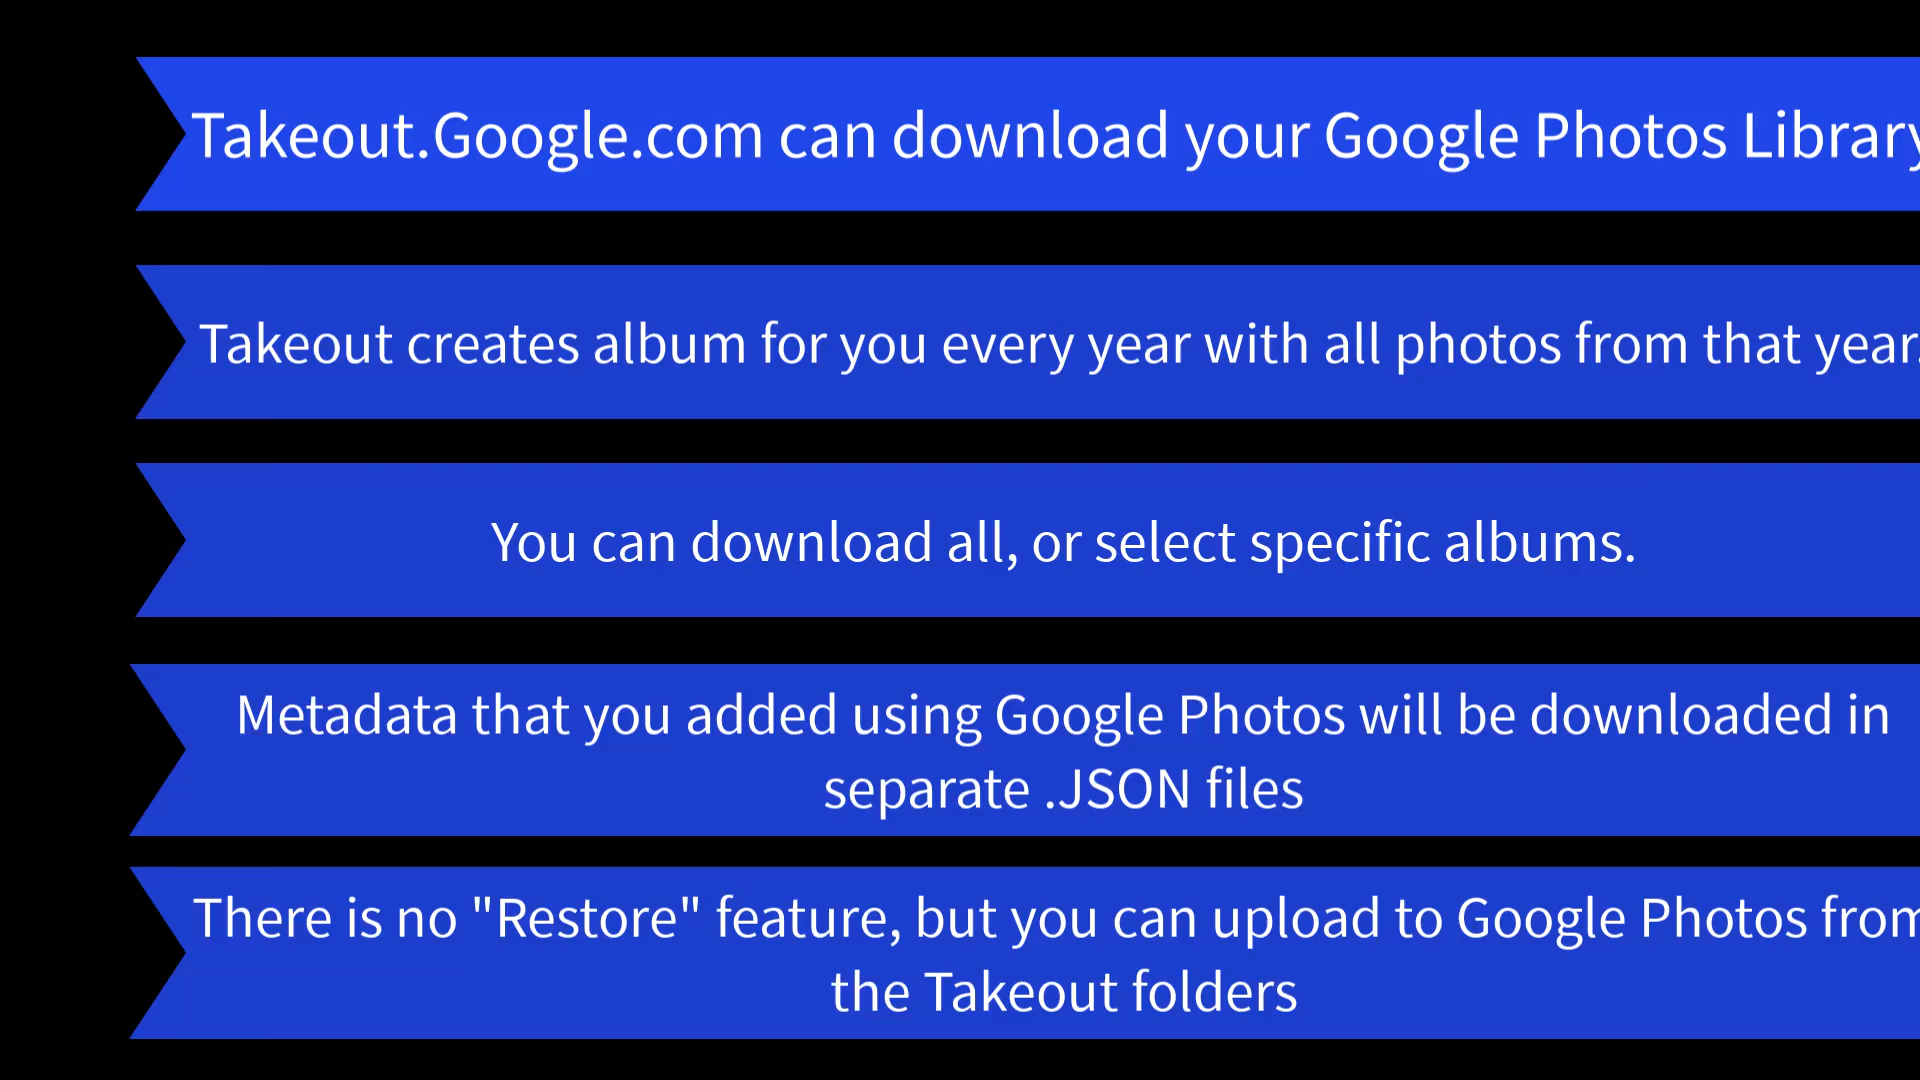 Takeout.Google.com can download your Google Photos Library
Takeout creates album for you every year with all photos from that year.
You can download all, or select specific albums.
Metadata that you added using Google Photos will be downloaded in
separate .JSON files
There is no "Restore" feature, but you can upload to Google Photos from
the Takeout folders